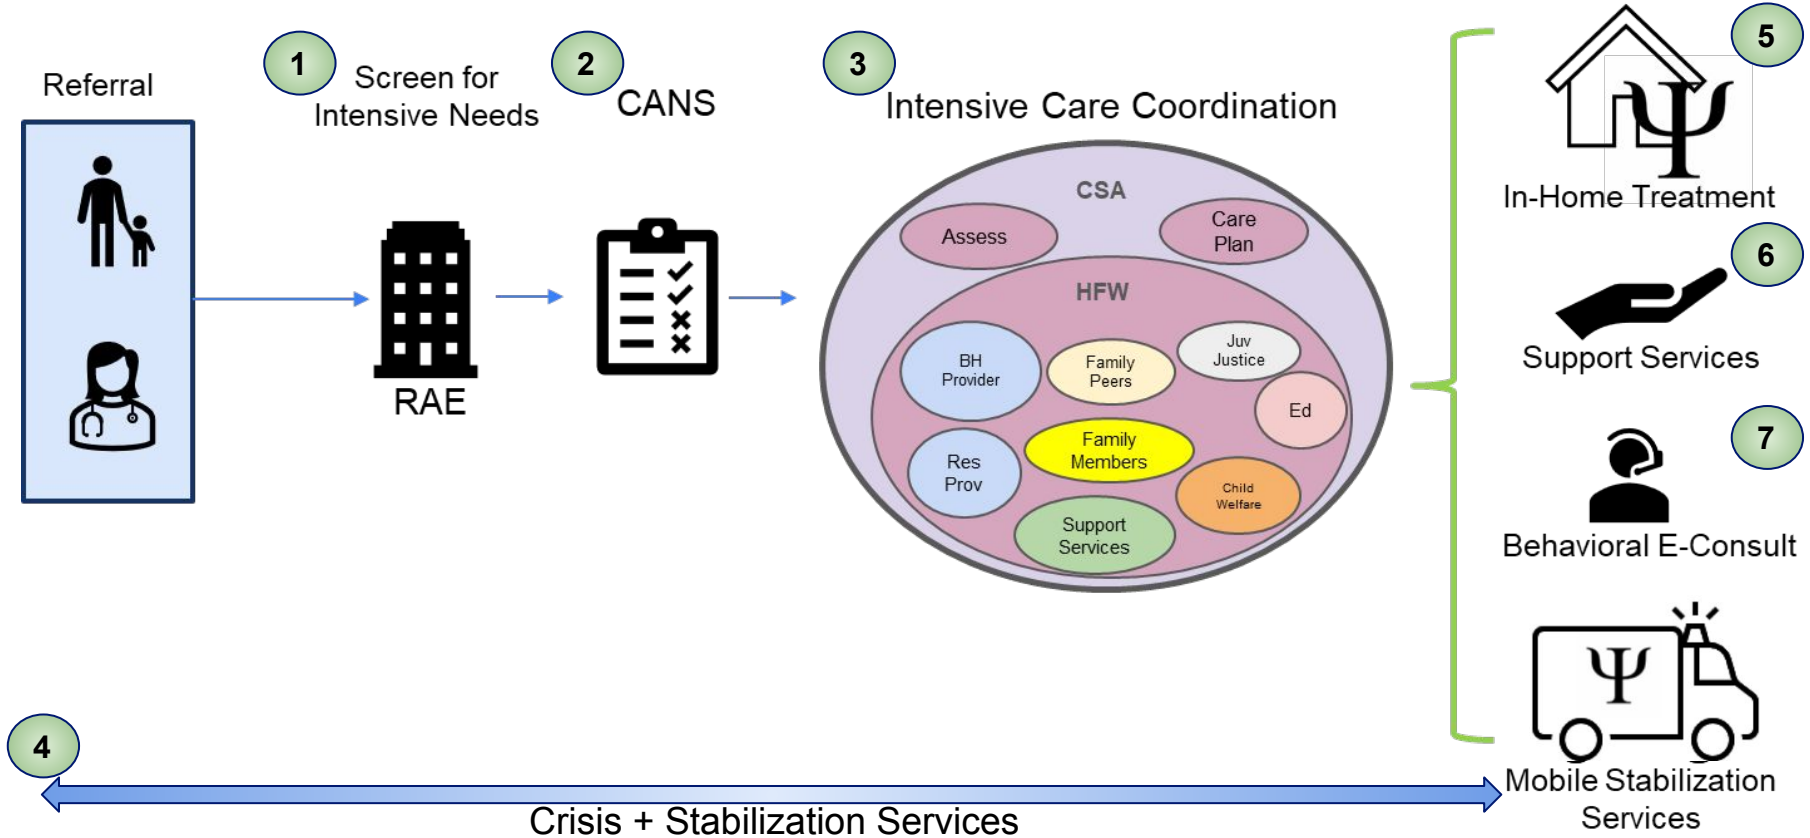 Referral
1
Screen for
Intensive Needs
RAE
2
CANS
3
Intensive Care Coordination
CSA
Assess
Care
Plan
HFW
BH
Provider
Family
Peers
Juv
Justice
Ed
Family
Members
Res
Prov
Child
Welfare
Support
Services
5
Ψ
In-Home Treatment
6
Support Services
7
Behavioral E-Consult
Ψ
Mobile Stabilization
Services
4
Crisis + Stabilization Services